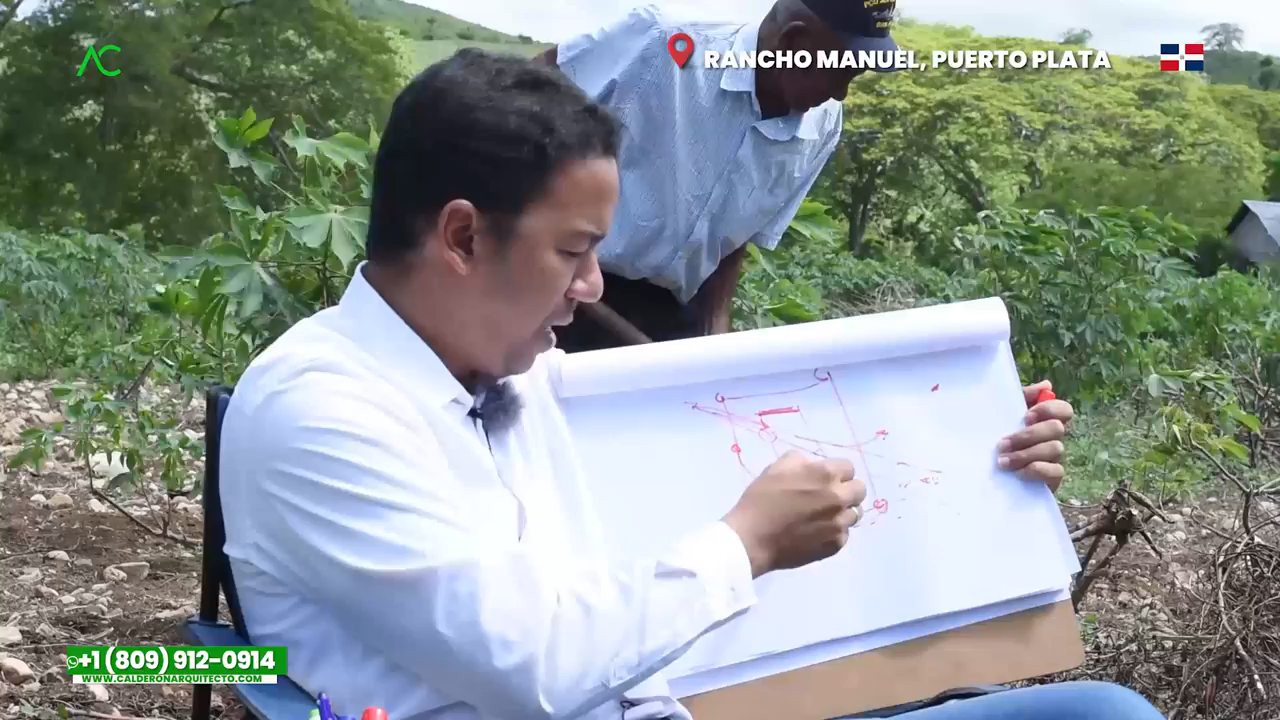 AC
RANCHO MANUEL, PUERTO PLATA
+1 (809) 912-0914
WWW.CALDERONARQUITECTO.COM